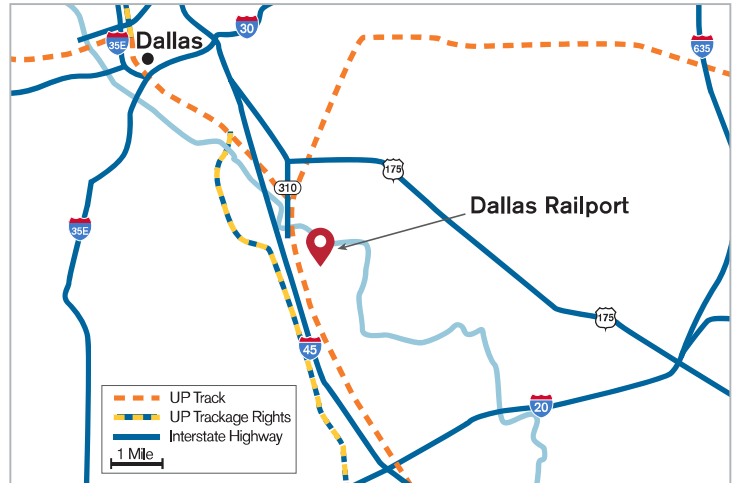 30
35E
Dallas
635
175
310
Dallas Railport
35E
175
45
20
UP Track
UP Trackage Rights
Interstate Highway
1 Mile